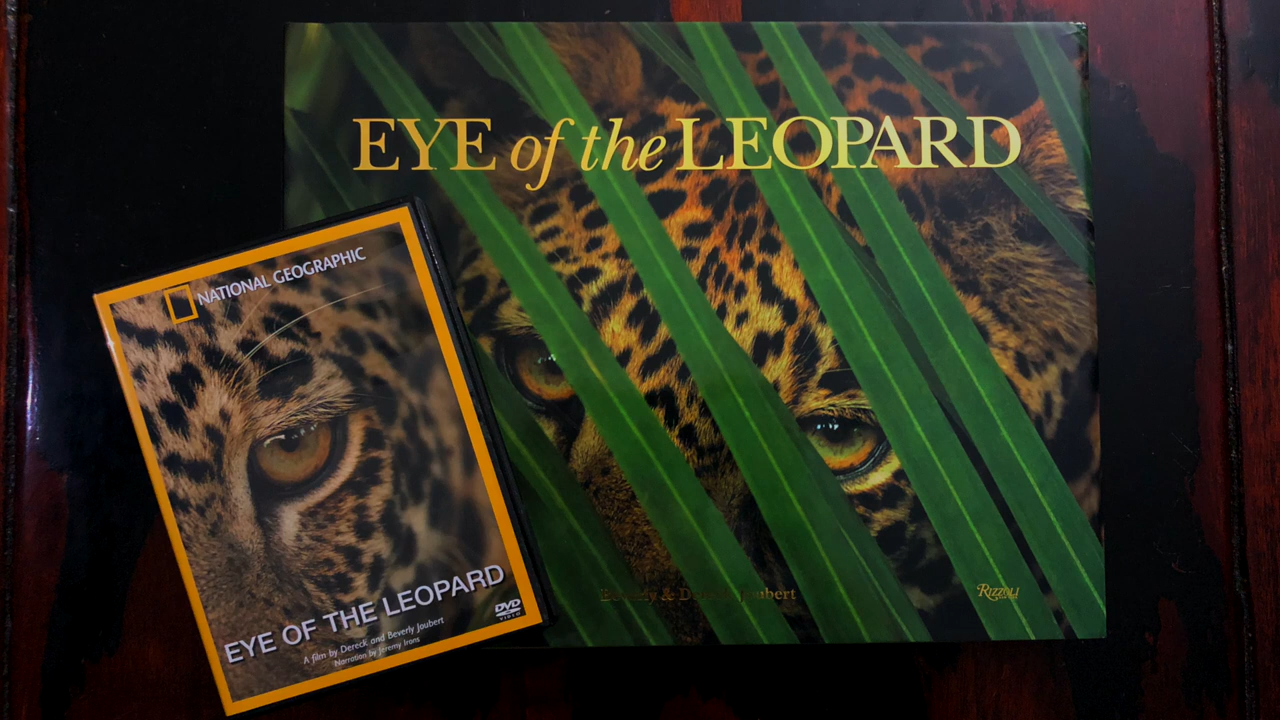 EYE of the LEOPARD
Beverly & Dereck Joubert
RIZZOLI
NATIONAL GEOGRAPHIC
EYE OF THE LEOPARD
DVD
VIDEO
A film by Dereck and Beverly Joubert
Narration by Jeremy Irons